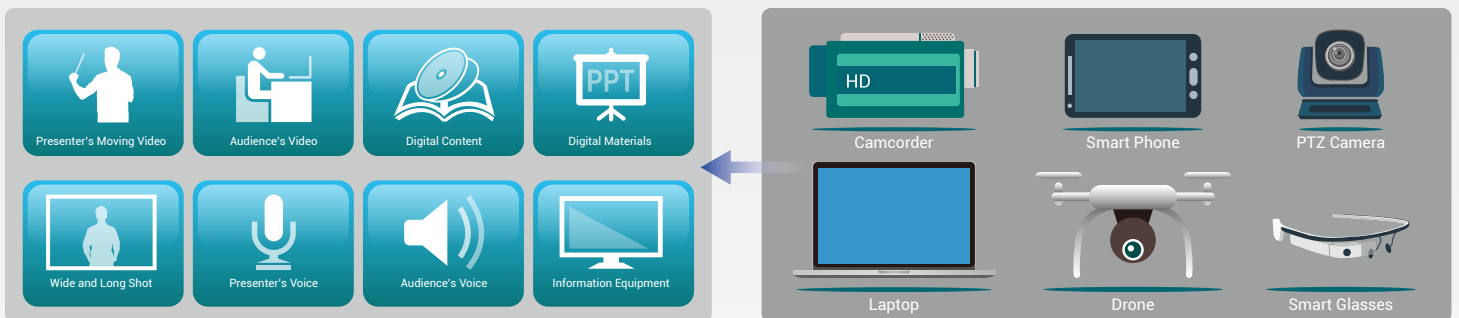 Presenter's Moving Video
Audience's Video
Digital Content
PPT
Digital Materials
Wide and Long Shot
Presenter's Voice
Audience's Voice
Information Equipment
HD
Camcorder
Smart Phone
PTZ Camera
Laptop
Drone
Smart Glasses